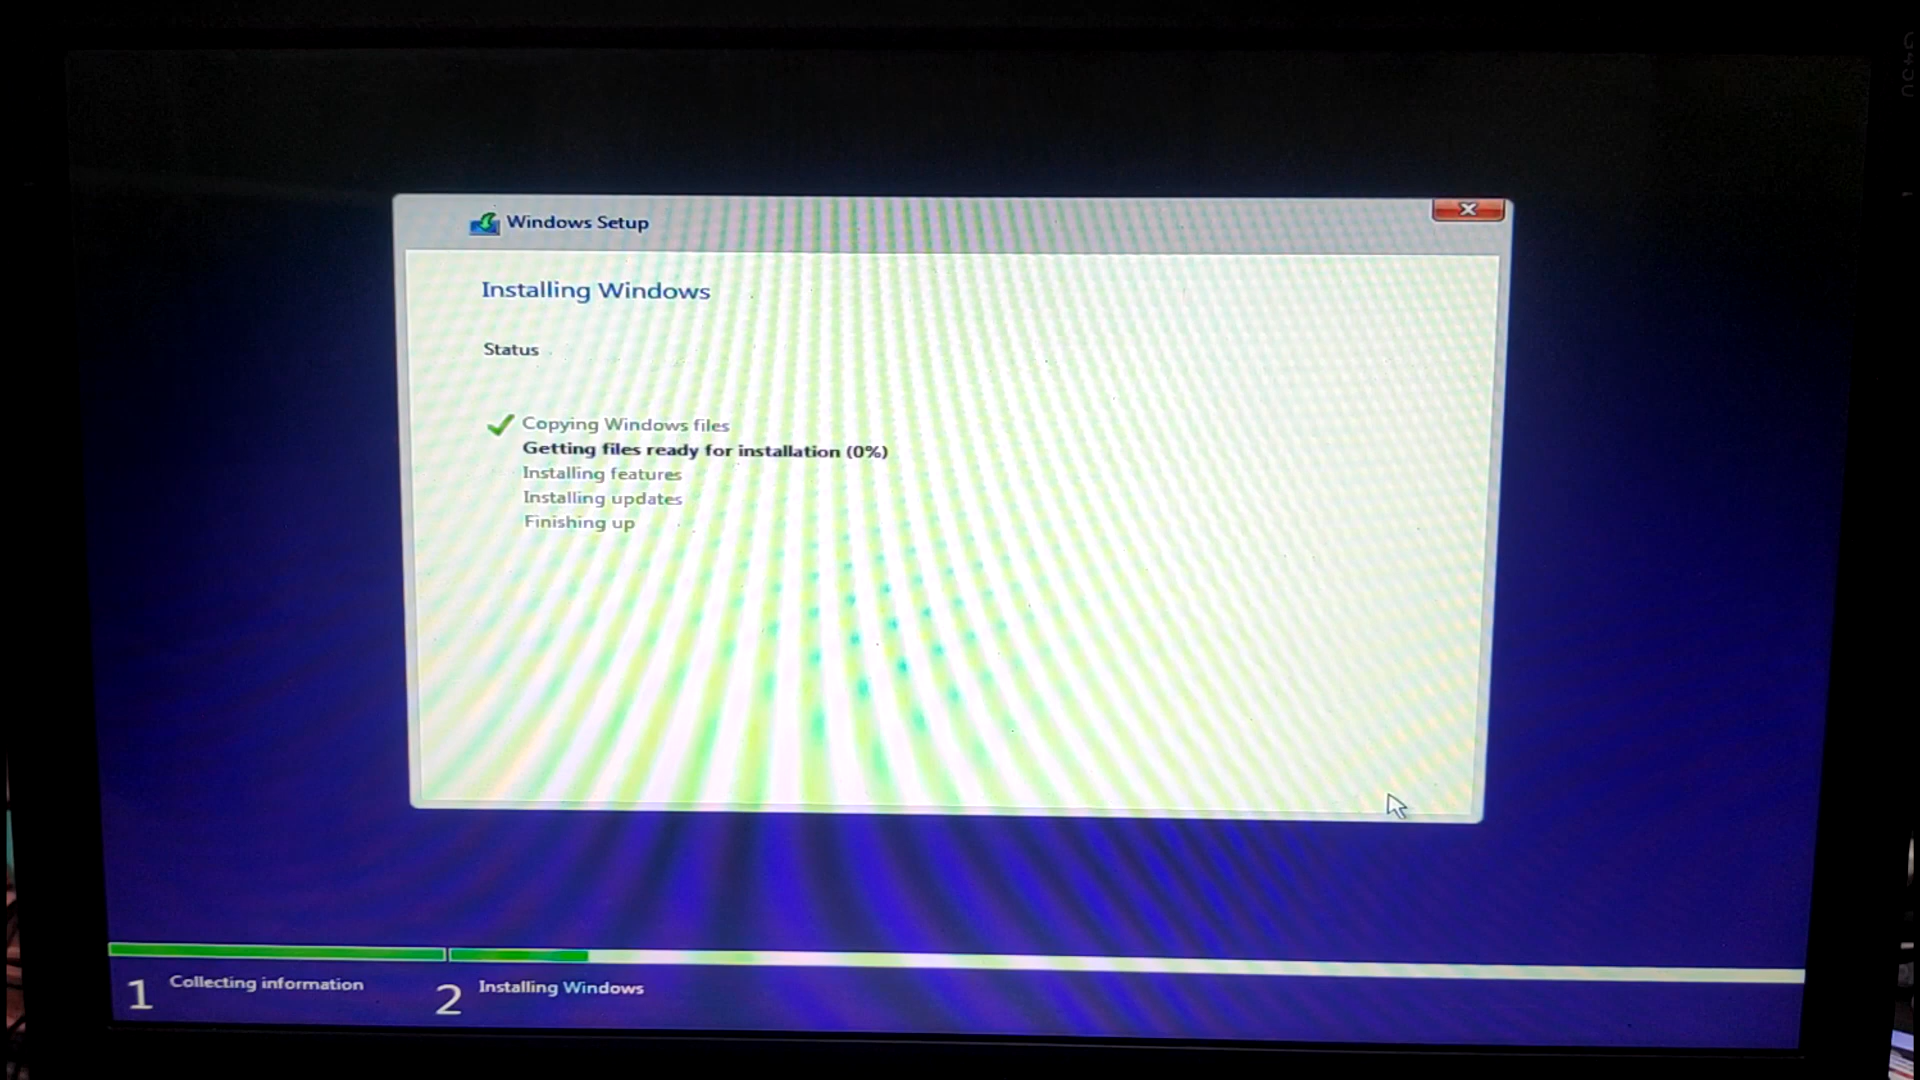 Windows Setup
Installing Windows
Status
Copying Windows files
Getting files ready for installation (0%)
Installing features
Installing updates
Finishing up
1 Collecting information
2 Installing Windows